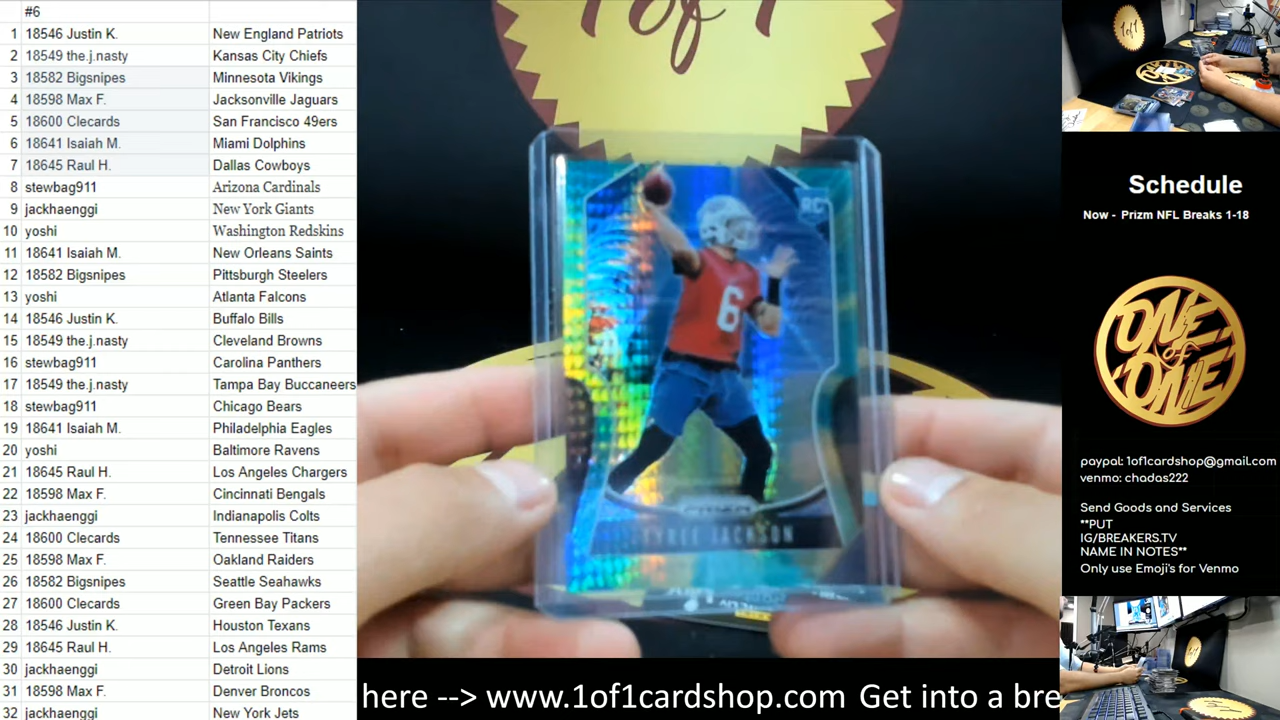 #6
1 18546 Justin K. New England Patriots
2 18549 the.j.nasty Kansas City Chiefs
3 18582 Bigsnipes Minnesota Vikings
4 18598 Max F. Jacksonville Jaguars
5 18600 Clecards San Francisco 49ers
6 18641 Isaiah M. Miami Dolphins
7 18645 Raul H. Dallas Cowboys
8 stewbag911 Arizona Cardinals
9 jackhaenggi New York Giants
10 yoshi Washington Redskins
11 18641 Isaiah M. New Orleans Saints
12 18582 Bigsnipes Pittsburgh Steelers
13 yoshi Atlanta Falcons
14 18546 Justin K. Buffalo Bills
15 18549 the.j.nasty Cleveland Browns
16 stewbag911 Carolina Panthers
17 18549 the.j.nasty Tampa Bay Buccaneers
18 stewbag911 Chicago Bears
19 18641 Isaiah M. Philadelphia Eagles
20 yoshi Baltimore Ravens
21 18645 Raul H. Los Angeles Chargers
22 18598 Max F. Cincinnati Bengals
23 jackhaenggi Indianapolis Colts
24 18600 Clecards Tennessee Titans
25 18598 Max F. Oakland Raiders
26 18582 Bigsnipes Seattle Seahawks
27 18600 Clecards Green Bay Packers
28 18546 Justin K. Houston Texans
29 18645 Raul H. Los Angeles Rams
30 jackhaenggi Detroit Lions
31 18598 Max F. Denver Broncos
32 jackhaenggi New York Jets
1 of 1
RC
6
PRIZM
TYREE JACKSON
here --> www.1of1cardshop.com Get into a bre
1of1
Schedule
Now - Prizm NFL Breaks 1-18
ONE
of
ONE
paypal: 1of1cardshop@gmail.com
venmo: chadas222
Send Goods and Services
**PUT
IG/BREAKERS.TV
NAME IN NOTES**
Only use Emoji's for Venmo